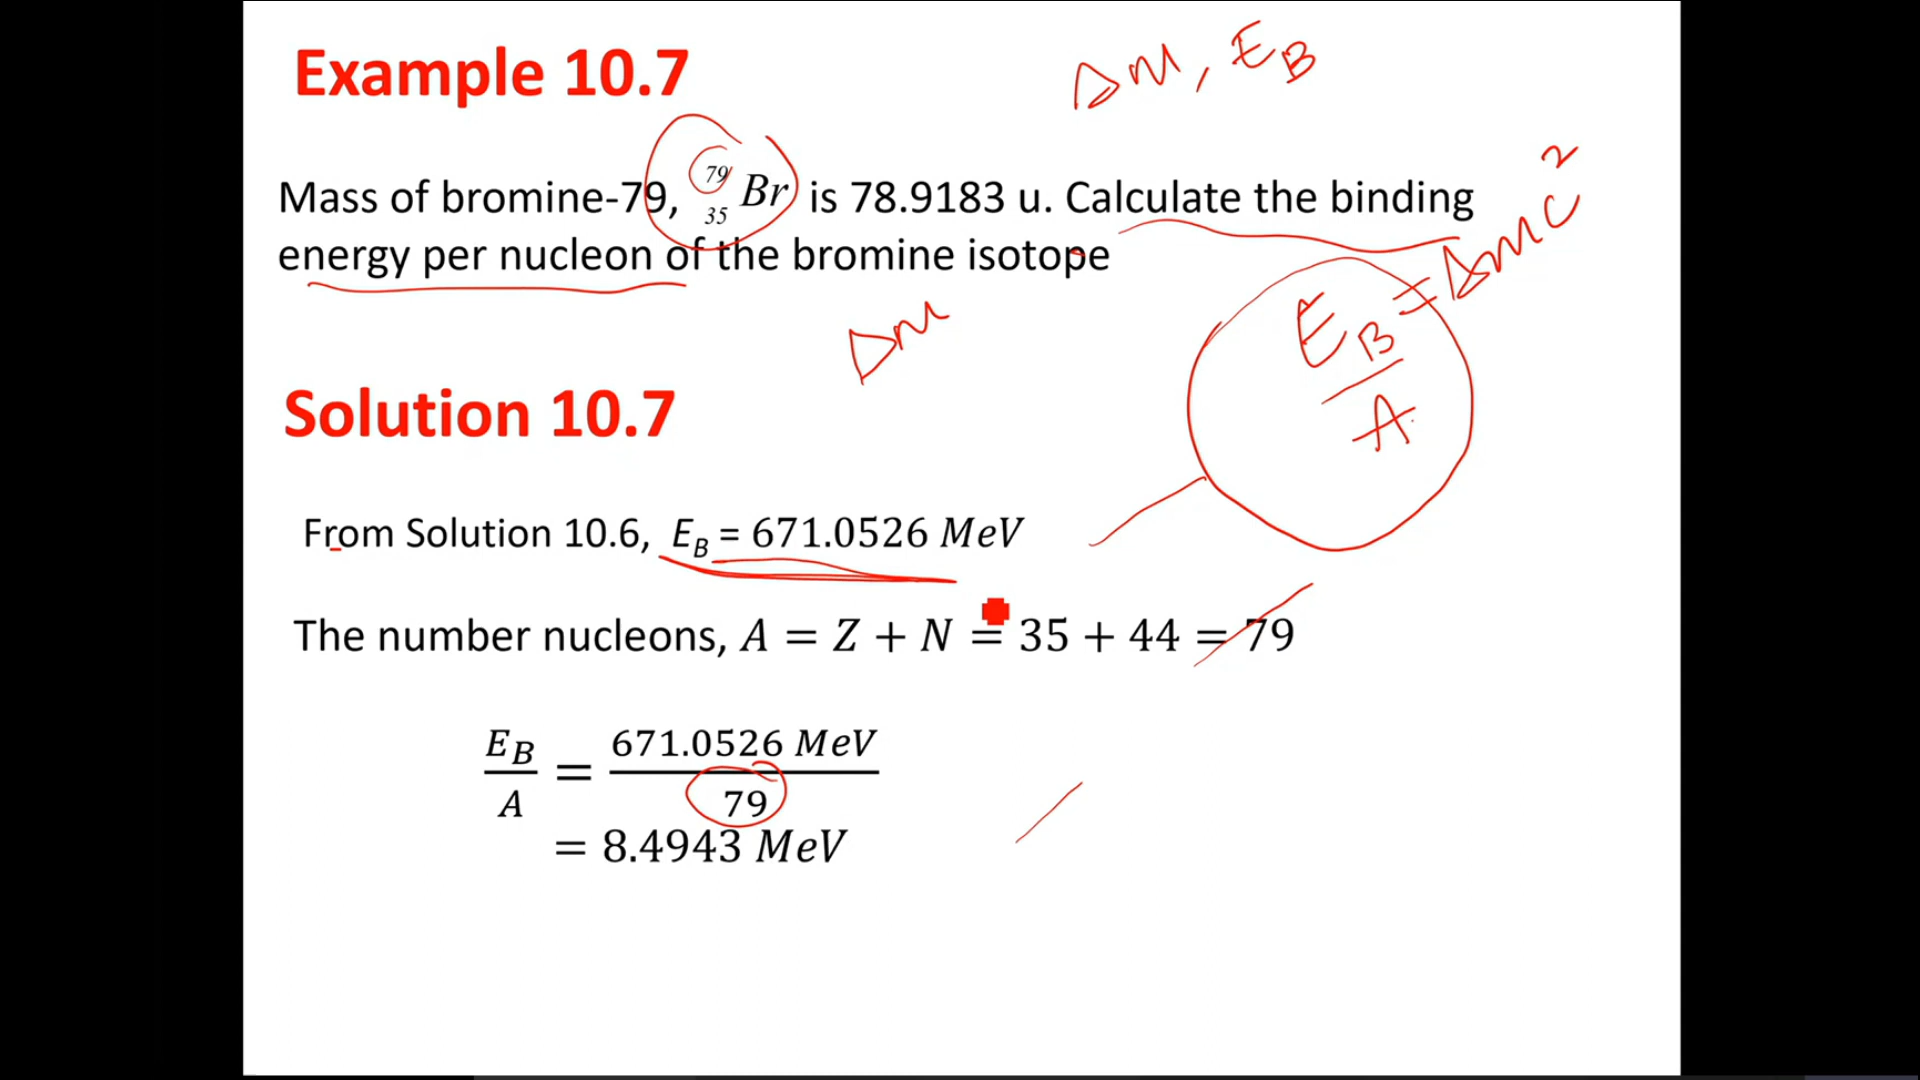 Example 10.7
Δm, E_B
Mass of bromine-79, ⁷⁹₃₅Br is 78.9183 u. Calculate the binding
energy per nucleon of the bromine isotope
Δm
E_B = Δmc²
A
Solution 10.7
From Solution 10.6, E_B = 671.0526 MeV
The number nucleons, A = Z + N = 35 + 44 = 79
E_B/A = 671.0526 MeV/79
= 8.4943 MeV